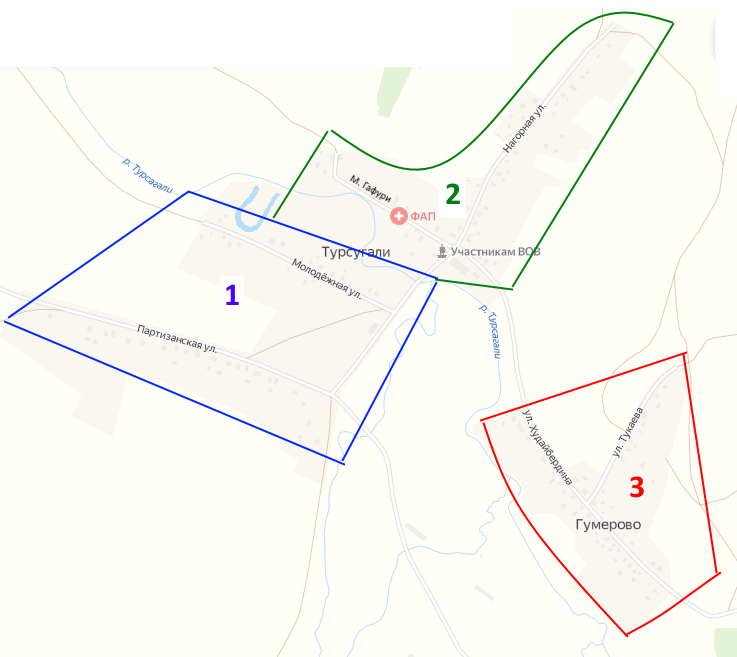 Нагорная ул.
р. Турсагали
М. Гафури
2
ФАП
Турсугали
Участникам ВОВ
Молодёжная ул.
1
р. Турсагали
Партизанская ул.
ул. Худайбердина
ул. Тукаева
3
Гумерово